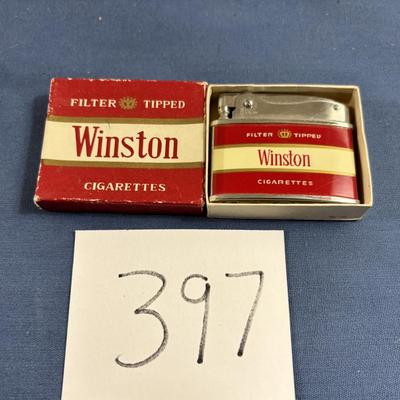 FILTER TIPPED
Winston
CIGARETTES
FILTER TIPPED
Winston
CIGARETTES
397